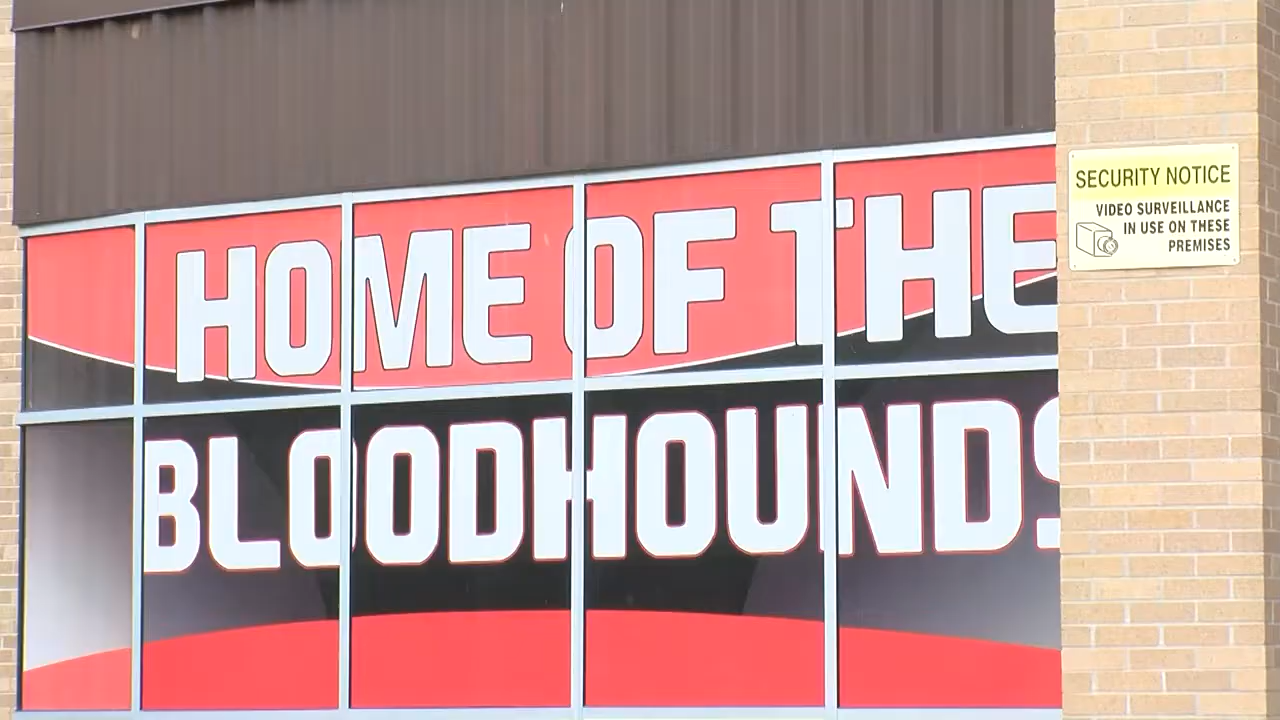 HOME OF THE
BLOODHOUNDS
SECURITY NOTICE
VIDEO SURVEILLANCE
IN USE ON THESE
PREMISES